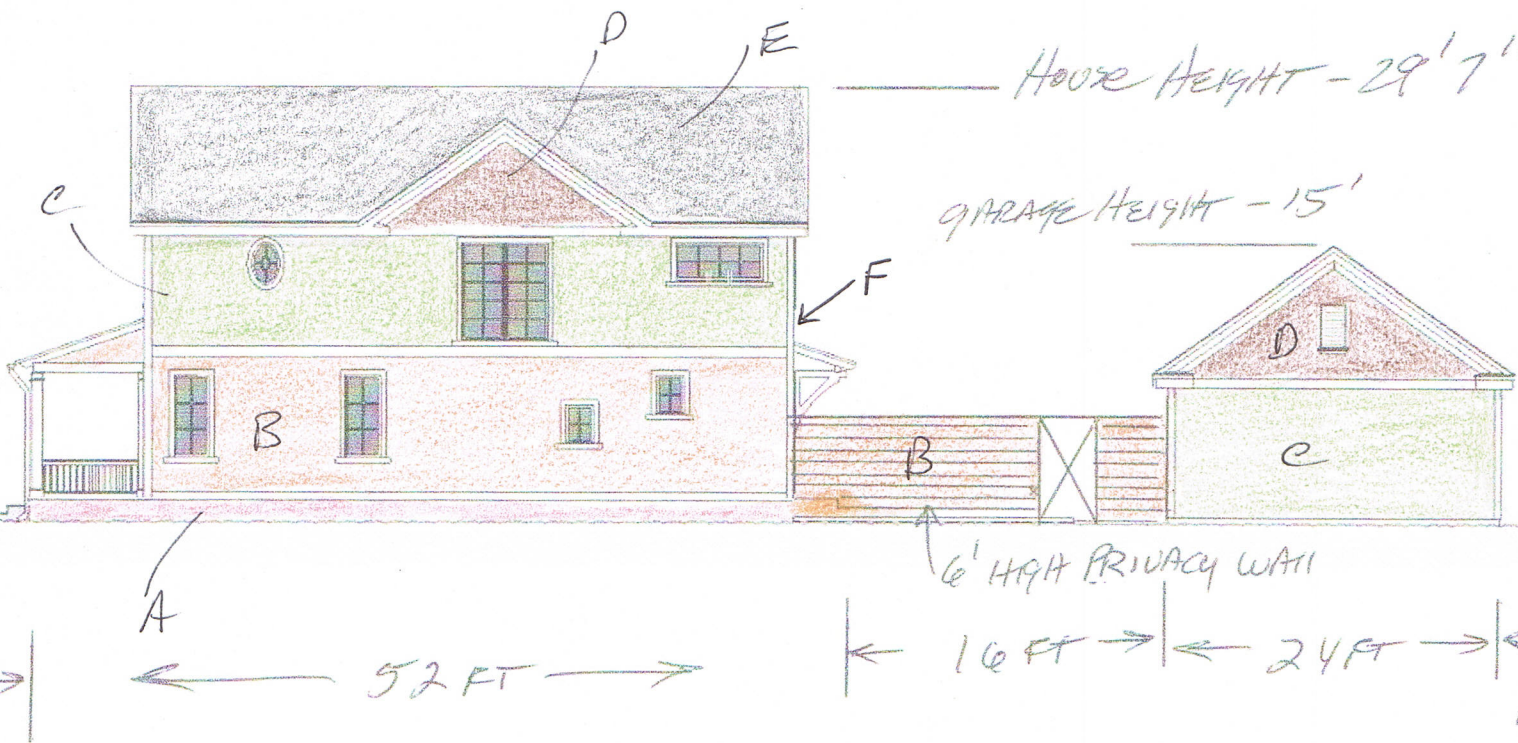 D
E
HOUSE HEIGHT - 29' 7'
C
GARAGE HEIGHT - 15'
F
D
B
B
C
6' HIGH PRIVACY WALL
A
52 FT
16 FT
24 FT